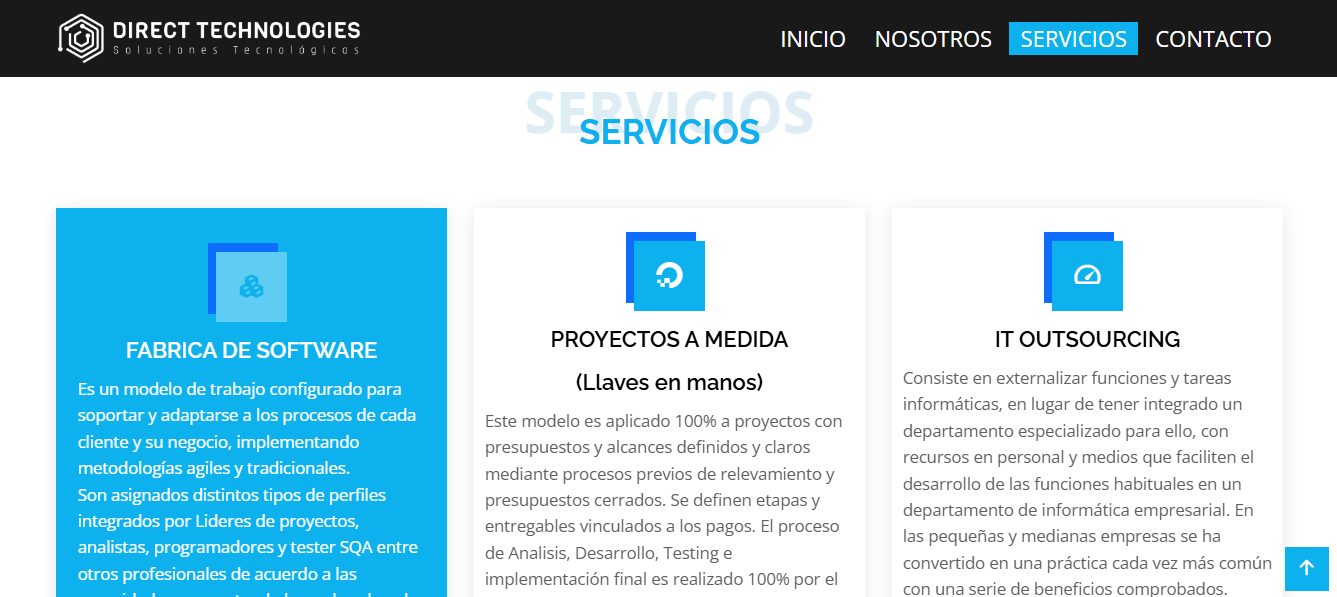 DIRECT TECHNOLOGIES
Soluciones Tecnológicos
INICIO
NOSOTROS
SERVICIOS
CONTACTO
SERVICIOS
SERVICIOS
FABRICA DE SOFTWARE
Es un modelo de trabajo configurado para
soportar y adaptarse a los procesos de cada
cliente y su negocio, implementando
metodologías agiles y tradicionales.
Son asignados distintos tipos de perfiles
integrados por Lideres de proyectos,
analistas, programadores y tester SQA entre
otros profesionales de acuerdo a las
PROYECTOS A MEDIDA
(Llaves en manos)
Este modelo es aplicado 100% a proyectos con
presupuestos y alcances definidos y claros
mediante procesos previos de relevamiento y
presupuestos cerrados. Se definen etapas y
entregables vinculados a los pagos. El proceso
de Analisis, Desarrollo, Testing e
implementación final es realizado 100% por el
IT OUTSOURCING
Consiste en externalizar funciones y tareas
informáticas, en lugar de tener integrado un
departamento especializado para ello, con
recursos en personal y medios que faciliten el
desarrollo de las funciones habituales en un
departamento de informática empresarial. En
las pequeñas y medianas empresas se ha
convertido en una práctica cada vez más común
con una serie de beneficios comprobados.